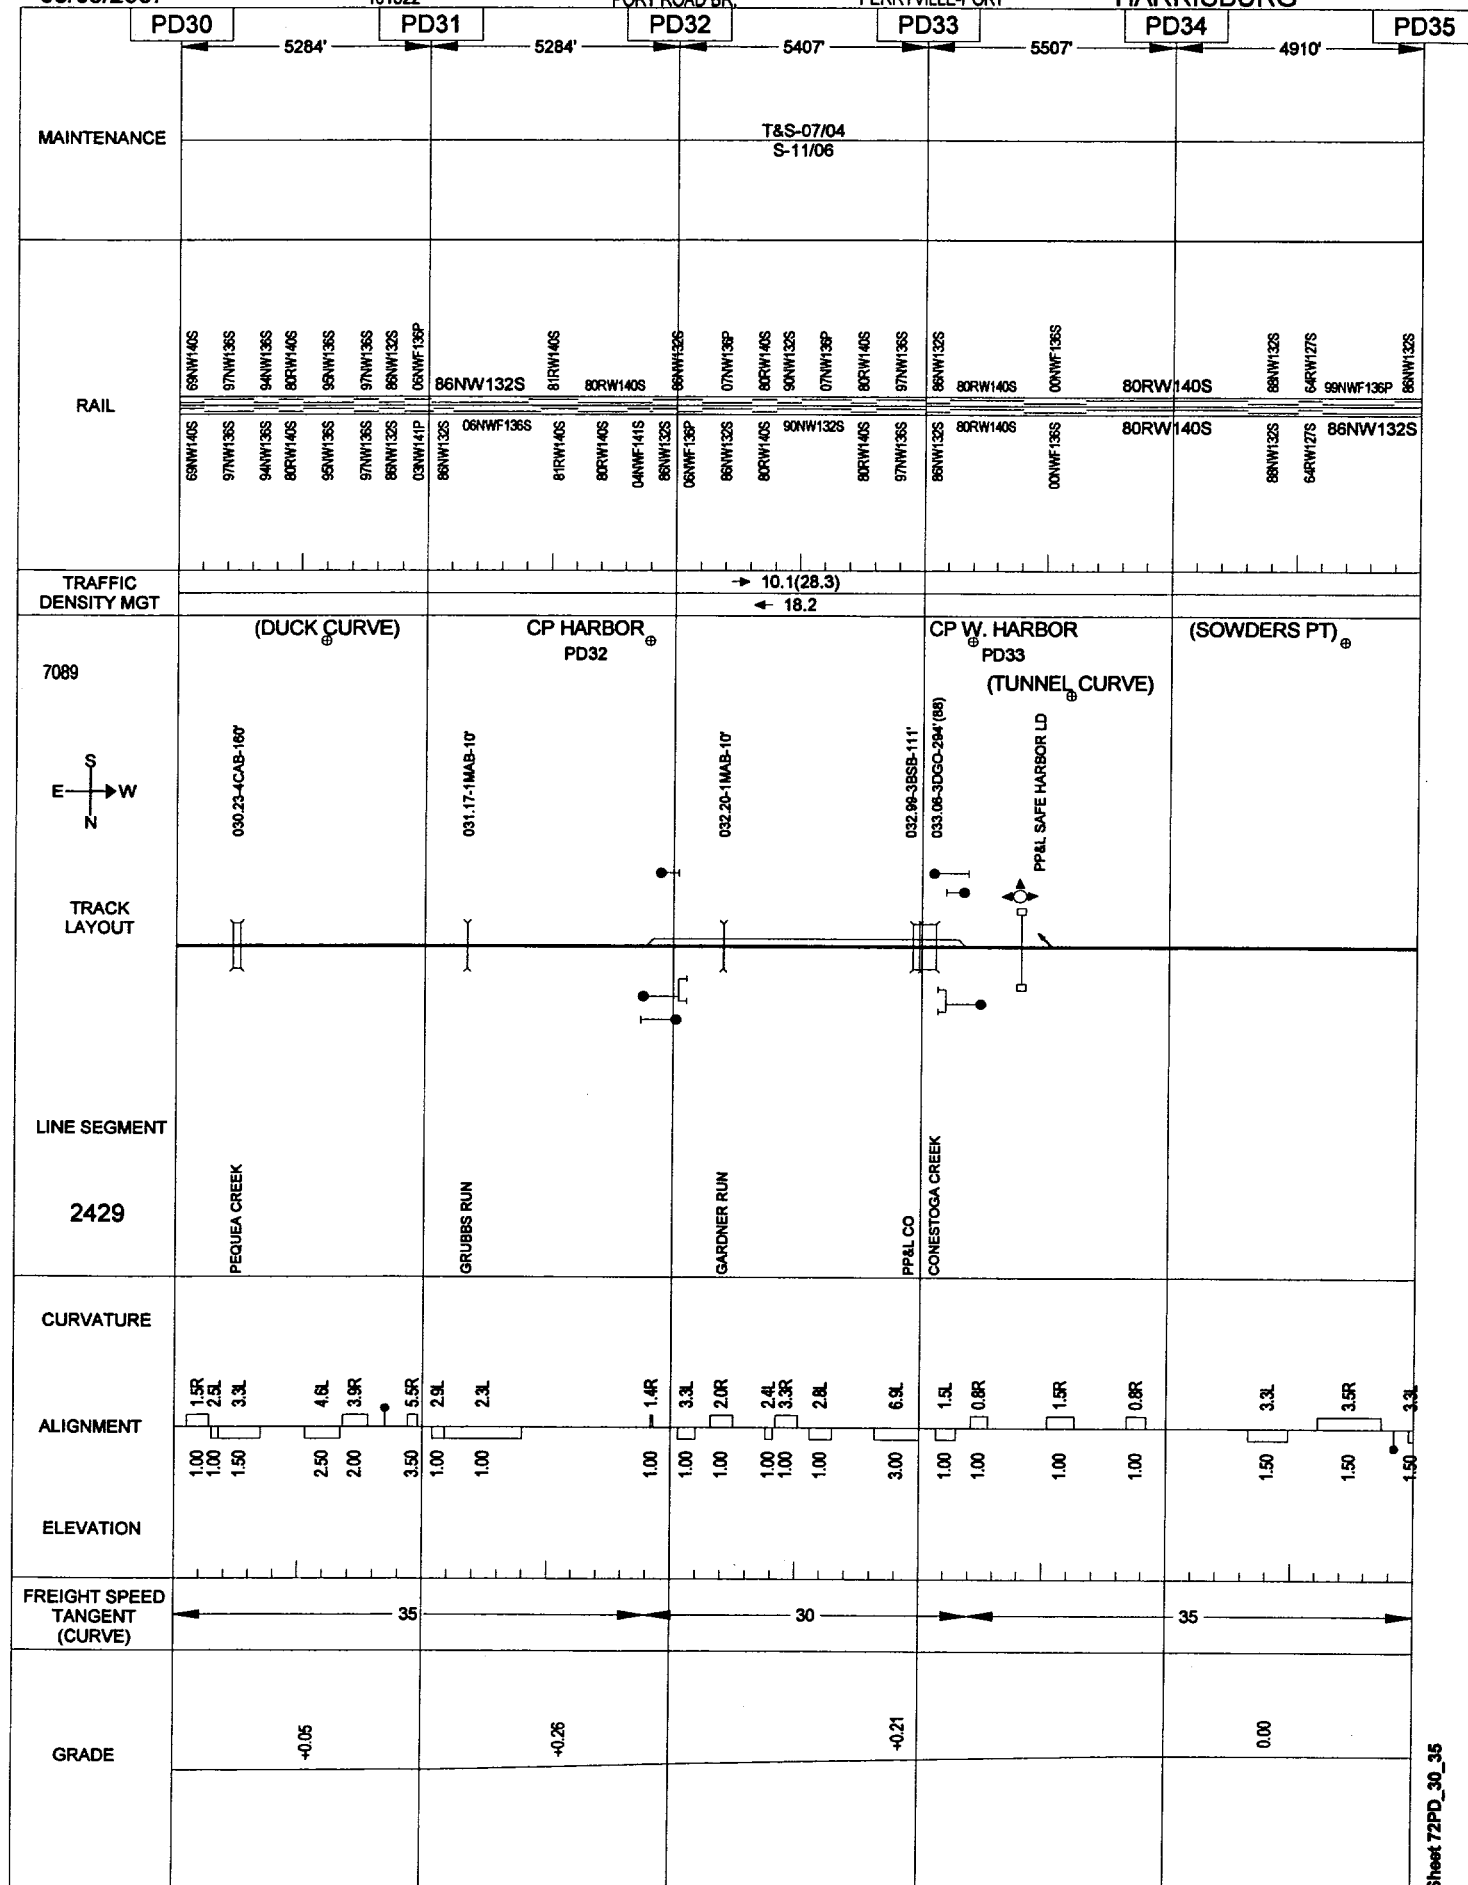 HARRISBURG
PD30 PD31 PD32 PD33 PD34 PD35
5284' 5284' 5407' 5507' 4910'
MAINTENANCE
T&S-07/04
S-11/06
69NW140S 97NW136S 94NW136S 80RW140S 95NW136S 97NW136S 86NW132S 06NWF136P 86NW132S 81RW140S 80RW140S 86NW132S 07NW136P 80RW140S 90NW132S 07NW136P 97NW136S 86NW132S 80RW140S 00NWF136S 80RW140S 88NW132S 64RW127S 99NWF136P 86NW132S
RAIL
69NW140S 97NW136S 94NW136S 80RW140S 95NW136S 97NW136S 86NW132S 03NW141P 86NW132S 06NWF136S 81RW140S 80RW140S 04NWF141S 86NW132S 06NWF136P 86NW132S 80RW140S 90NW132S 80RW140S 97NW136S 86NW132S 80RW140S 00NWF136S 80RW140S 88NW132S 64RW127S 86NW132S
TRAFFIC
DENSITY MGT
→ 10.1(28.3)
← 18.2
(DUCK CURVE) CP HARBOR CP W. HARBOR (SOWDERS PT)
PD32 PD33
7089
(TUNNEL CURVE)
S
E W
N
030.23-4CAB-160' 031.17-1MAB-10' 032.20-1MAB-10' 032.99-3BSB-111' 033.06-3DGO-294'(88) PP&L SAFE HARBOR LD
TRACK
LAYOUT
LINE SEGMENT
2429
PEQUEA CREEK GRUBBS RUN GARDNER RUN PP&L CO CONESTOGA CREEK
CURVATURE
1.5R 2.5L 3.3L 4.6L 3.9R 5.5R 2.9L 2.3L 1.4R 3.3L 2.0R 2.4L 3.3R 2.8L 6.9L 1.5L 0.8R 1.5R 0.8R 3.3L 3.5R 3.3L
ALIGNMENT
1.00 1.00 1.50 2.50 2.00 3.50 1.00 1.00 1.00 1.00 1.00 1.00 1.00 1.00 3.00 1.00 1.00 1.00 1.00 1.50 1.50 1.50
ELEVATION
FREIGHT SPEED
TANGENT
(CURVE)
35 30 35
GRADE
+0.05 +0.26 +0.21 0.00
Sheet 72PD_30_35